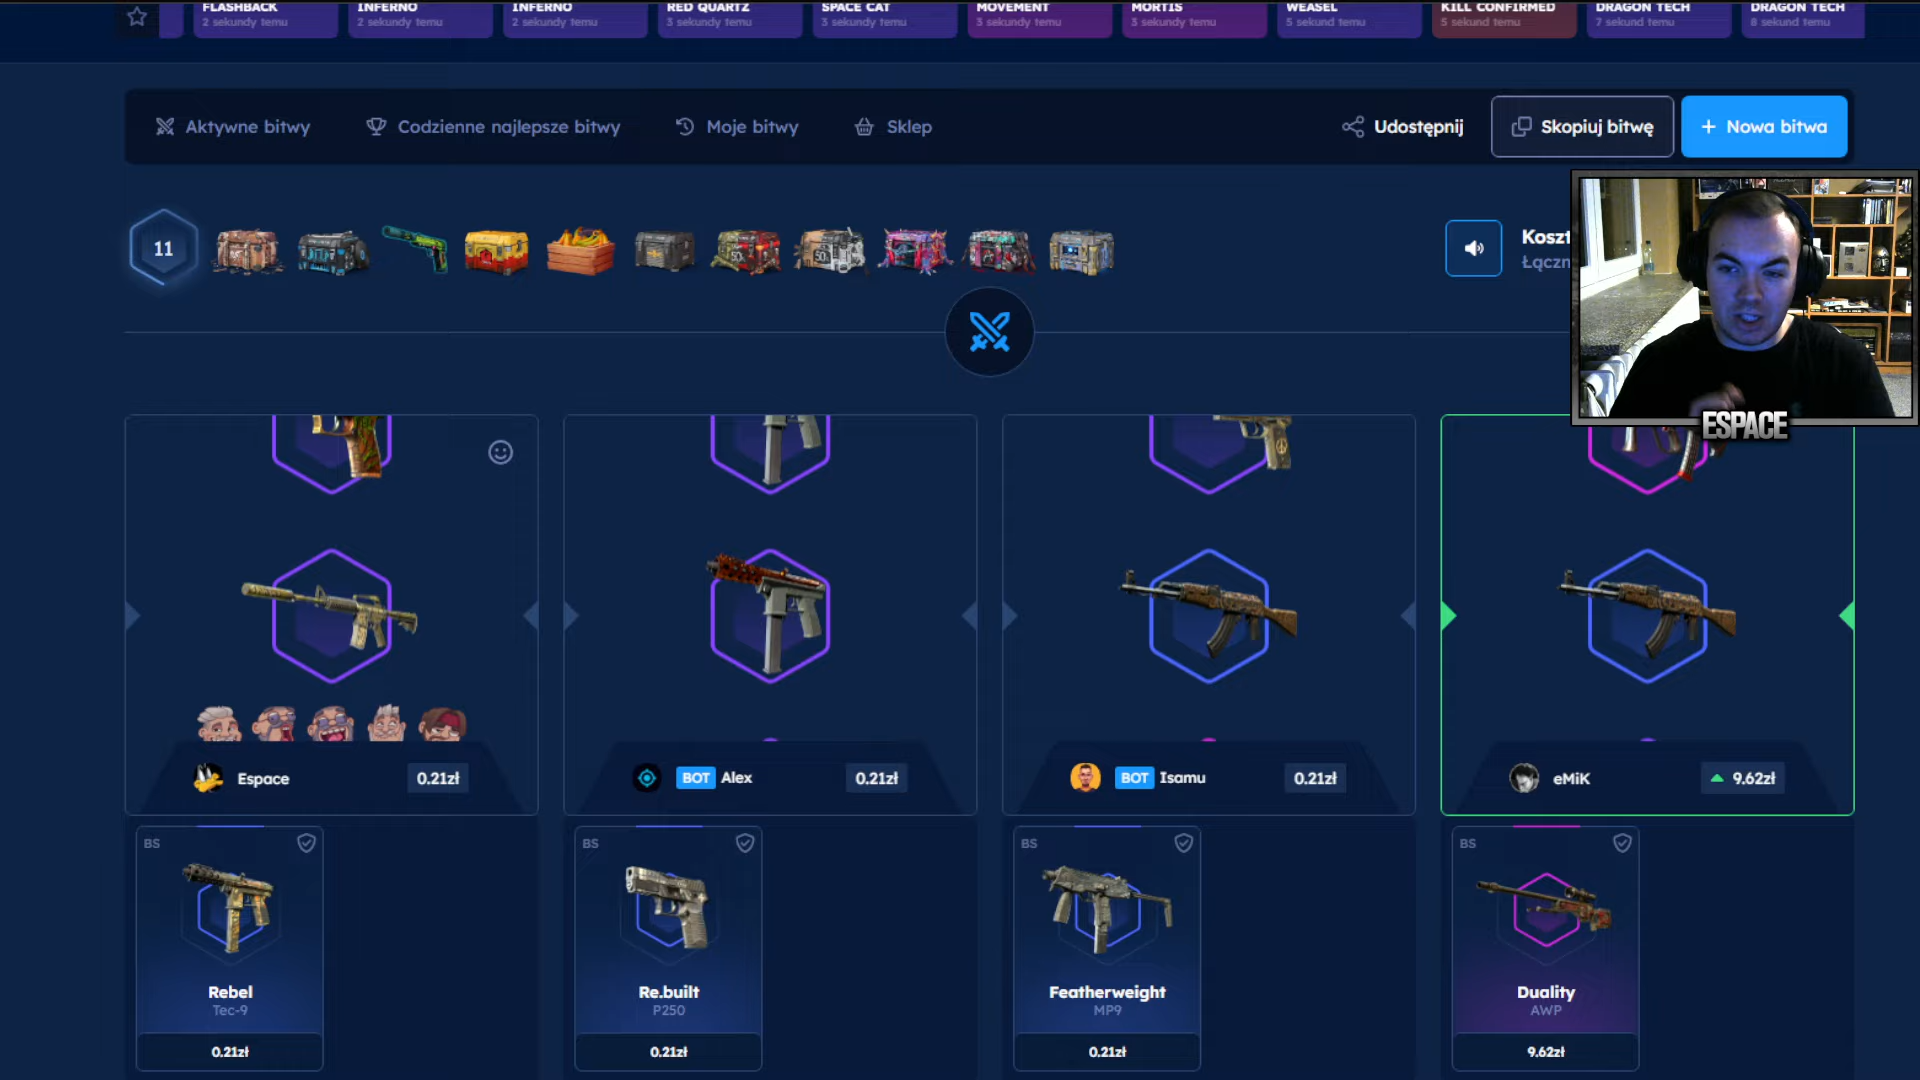 FLASHBACK
2 sekundy temu
INFERNO
2 sekundy temu
INFERNO
2 sekundy temu
RED QUARTZ
3 sekundy temu
SPACE CAT
3 sekundy temu
MOVEMENT
3 sekundy temu
MORTIS
3 sekundy temu
WEASEL
5 sekund temu
KILL CONFIRMED
5 sekund temu
DRAGON TECH
7 sekund temu
DRAGON TECH
8 sekund temu
Aktywne bitwy
Codzienne najlepsze bitwy
Moje bitwy
Sklep
Udostępnij
Skopiuj bitwę
+ Nowa bitwa
11
Koszt
Łączn
ESPACE
Espace
0.21zł
BOT Alex
0.21zł
BOT Isamu
0.21zł
eMiK
9.62zł
BS
Rebel
Tec-9
0.21zł
BS
Re.built
P250
0.21zł
BS
Featherweight
MP9
0.21zł
BS
Duality
AWP
9.62zł